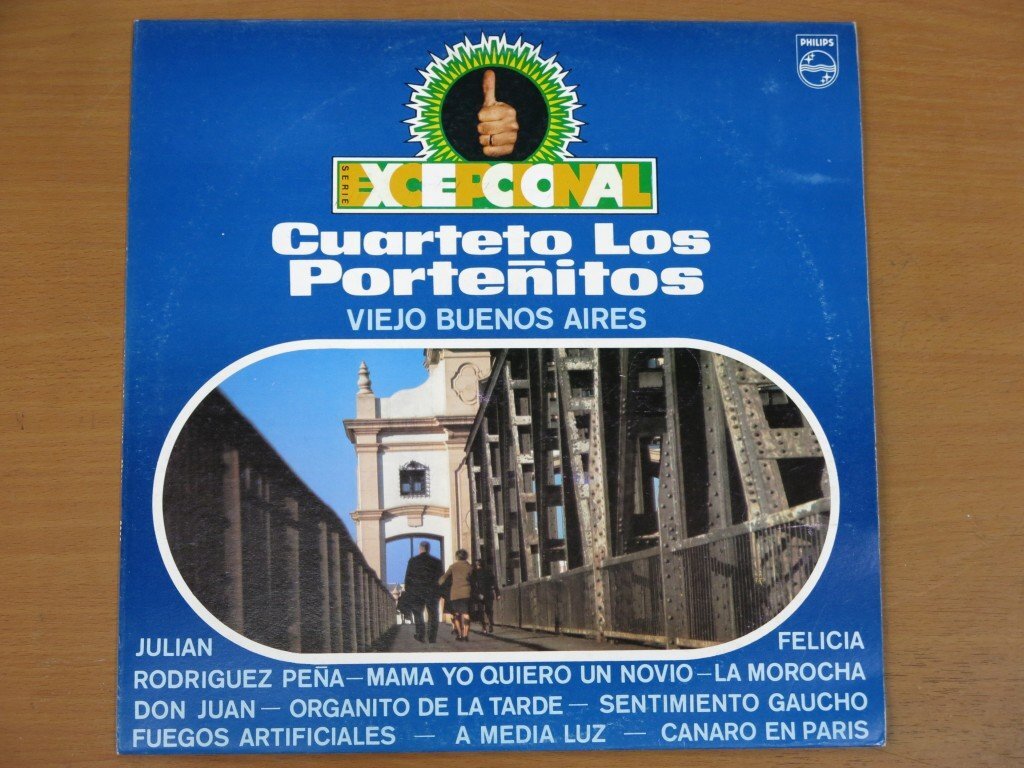 PHILIPS
SERIE EXCEPCIONAL
Cuarteto Los
Porteñitos
VIEJO BUENOS AIRES
JULIAN FELICIA
RODRIGUEZ PEÑA — MAMA YO QUIERO UN NOVIO — LA MOROCHA
DON JUAN — ORGANITO DE LA TARDE — SENTIMIENTO GAUCHO
FUEGOS ARTIFICIALES — A MEDIA LUZ — CANARO EN PARIS